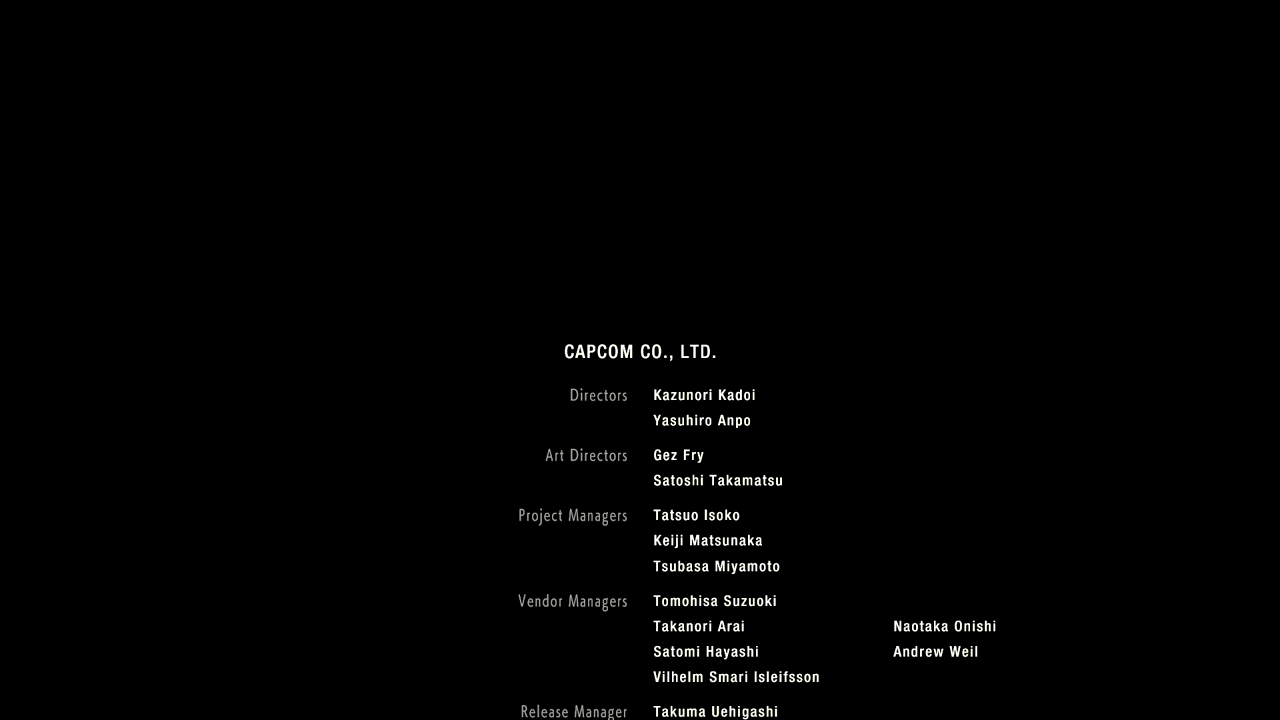 CAPCOM CO., LTD.
Directors Kazunori Kadoi
Yasuhiro Anpo
Art Directors Gez Fry
Satoshi Takamatsu
Project Managers Tatsuo Isoko
Keiji Matsunaka
Tsubasa Miyamoto
Vendor Managers Tomohisa Suzuoki
Takanori Arai Naotaka Onishi
Satomi Hayashi Andrew Weil
Vilhelm Smari Isleifsson
Release Manager Takuma Uehigashi